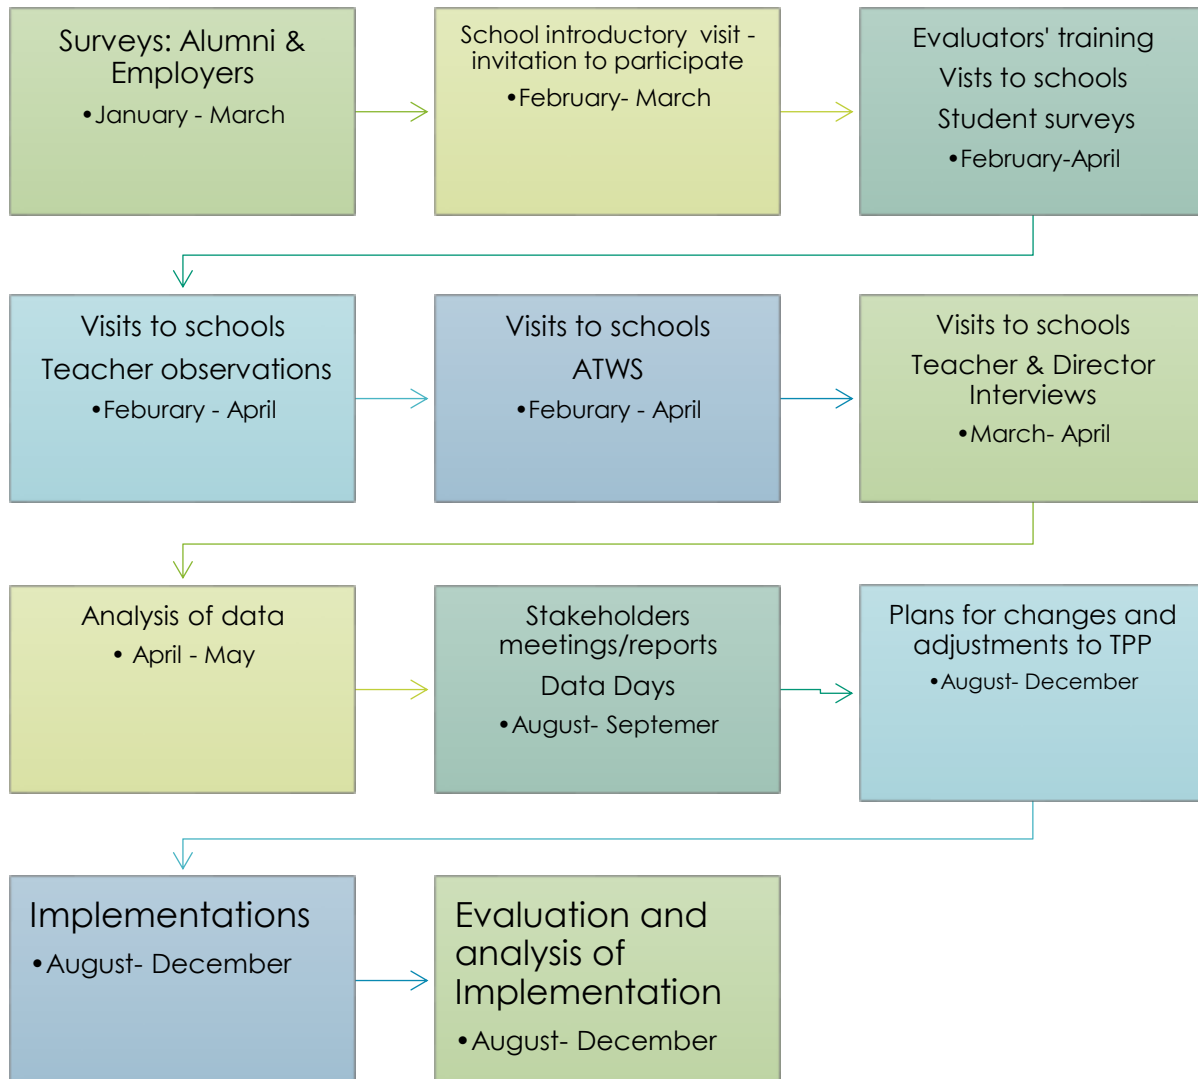 Surveys: Alumni &
Employers
•January - March
School introductory visit -
invitation to participate
•February- March
Evaluators' training
Vists to schools
Student surveys
•February-April
Visits to schools
Teacher observations
•Feburary - April
Visits to schools
ATWS
•Feburary - April
Visits to schools
Teacher & Director
Interviews
•March- April
Analysis of data
• April - May
Stakeholders
meetings/reports
Data Days
•August- Septemer
Plans for changes and
adjustments to TPP
•August- December
Implementations
•August- December
Evaluation and
analysis of
Implementation
•August- December